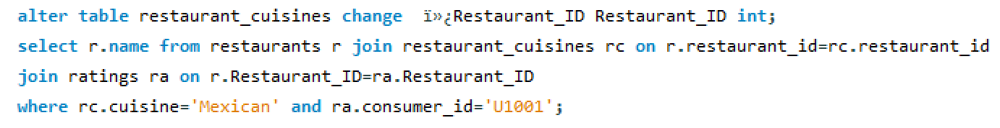 alter table restaurant_cuisines change  ï»¿Restaurant_ID Restaurant_ID int;
select r.name from restaurants r join restaurant_cuisines rc on r.restaurant_id=rc.restaurant_id
join ratings ra on r.Restaurant_ID=ra.Restaurant_ID
where rc.cuisine='Mexican' and ra.consumer_id='U1001';